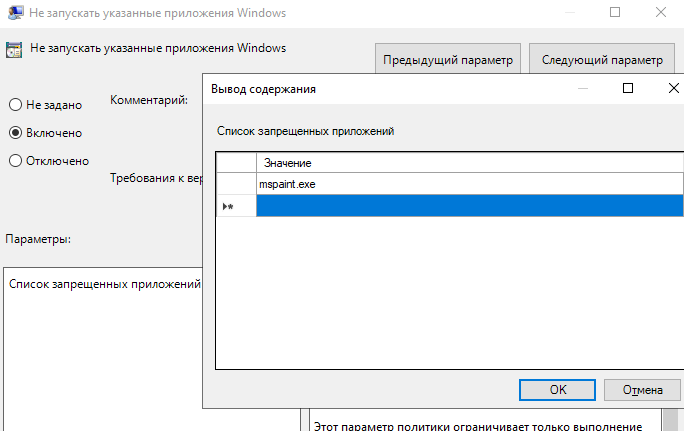 Не запускать указанные приложения Windows
Не запускать указанные приложения Windows
Предыдущий параметр
Следующий параметр
Не задано
Включено
Отключено
Комментарий:
Требования к вер
Вывод содержания
Список запрещенных приложений
Значение
mspaint.exe
OK
Отмена
Параметры:
Список запрещенных приложений
Этот параметр политики ограничивает только выполнение